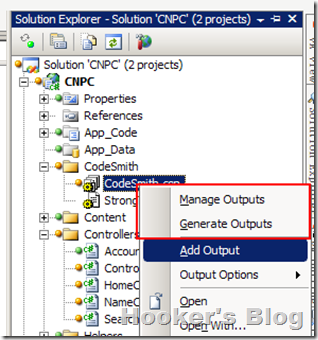 Solution Explorer - Solution 'CNPC' (2 projects)
Solution 'CNPC' (2 projects)
CNPC
Properties
References
App_Code
App_Data
CodeSmith
CodeSmith.csp
Strong
Content
Controllers
Accou
Contro
HomeC
NameC
Searc
Helpers
Manage Outputs
Generate Outputs
Add Output
Output Options
Open
Open With...
Hooker's Blog